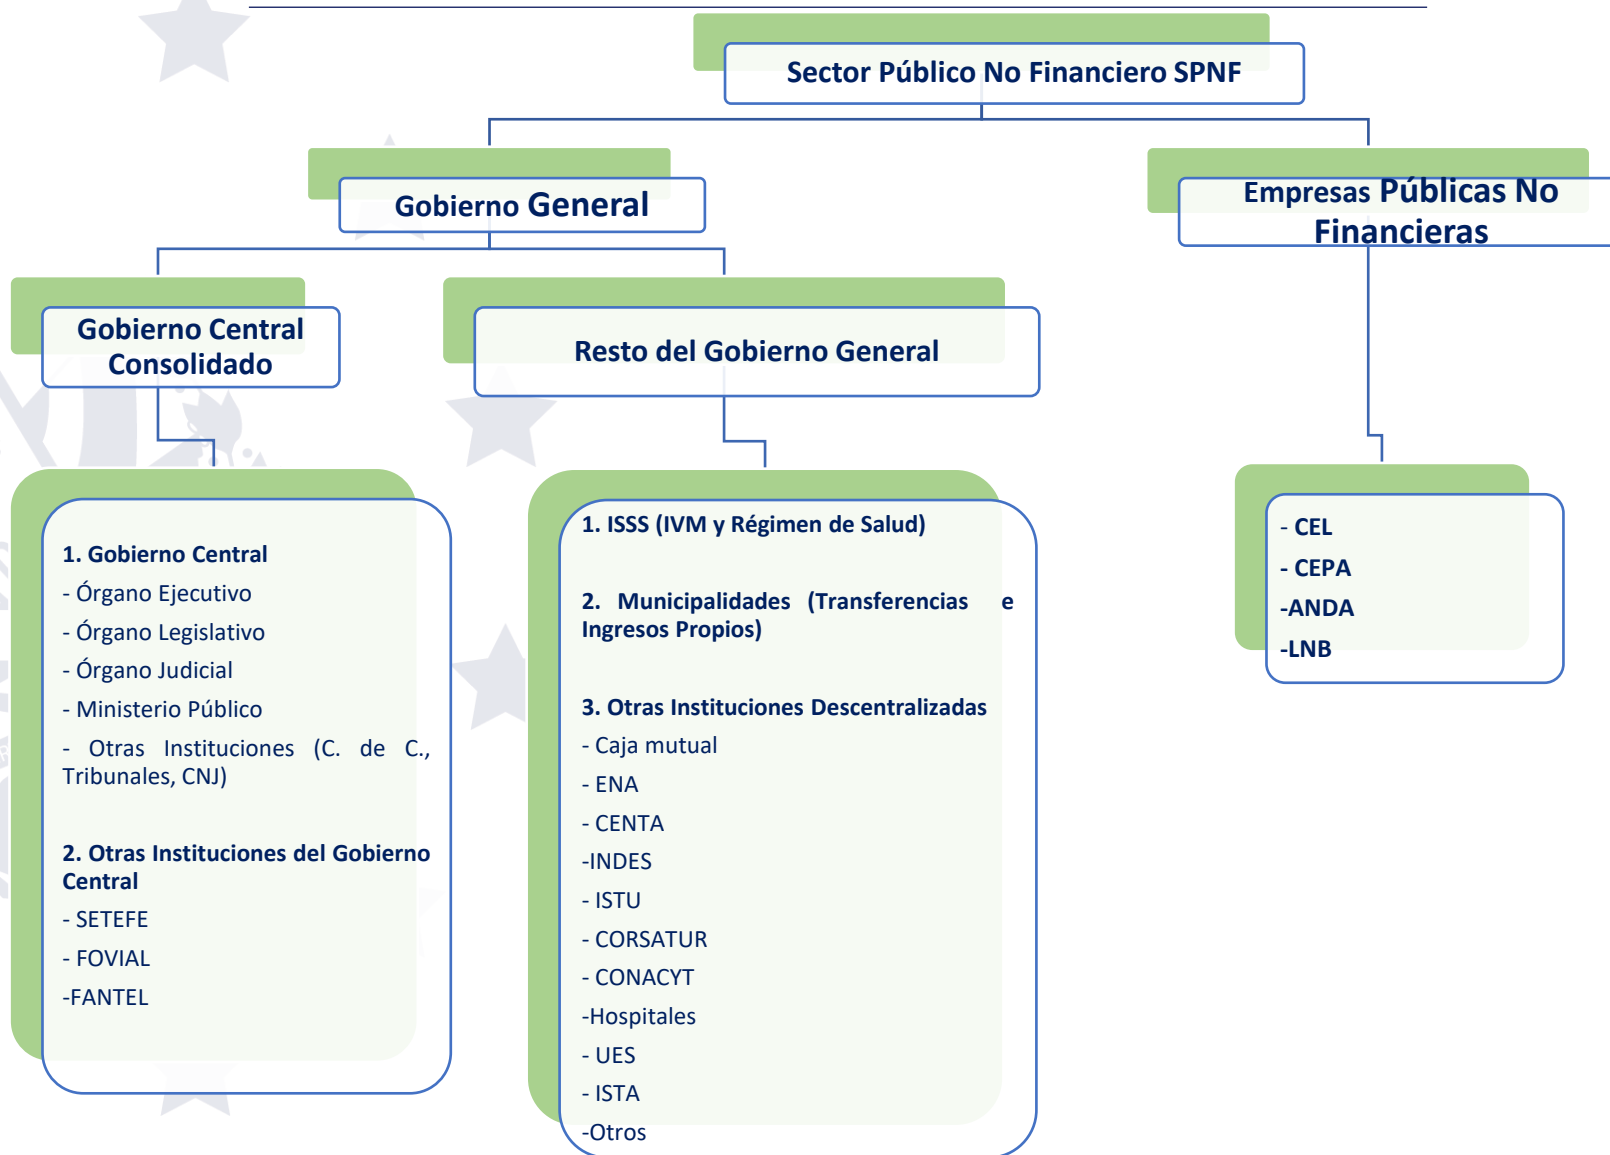 Sector Público No Financiero SPNF
Gobierno General
Empresas Públicas No
Financieras
Gobierno Central
Consolidado
Resto del Gobierno General
1. Gobierno Central
- Órgano Ejecutivo
- Órgano Legislativo
- Órgano Judicial
- Ministerio Público
- Otras Instituciones (C. de C.,
Tribunales, CNJ)
2. Otras Instituciones del Gobierno
Central
- SETEFE
- FOVIAL
-FANTEL
1. ISSS (IVM y Régimen de Salud)
2. Municipalidades (Transferencias e
Ingresos Propios)
3. Otras Instituciones Descentralizadas
- Caja mutual
- ENA
- CENTA
-INDES
- ISTU
- CORSATUR
- CONACYT
-Hospitales
- UES
- ISTA
-Otros
- CEL
- CEPA
-ANDA
-LNB